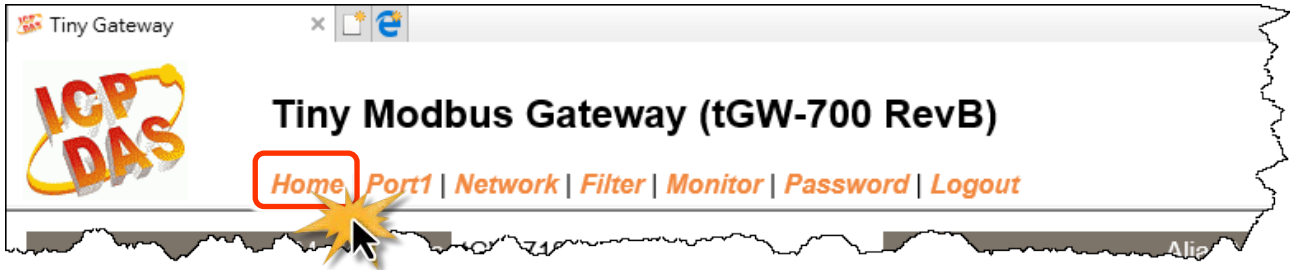 Tiny Gateway
ICP
DAS
Tiny Modbus Gateway (tGW-700 RevB)
Home | Port1 | Network | Filter | Monitor | Password | Logout